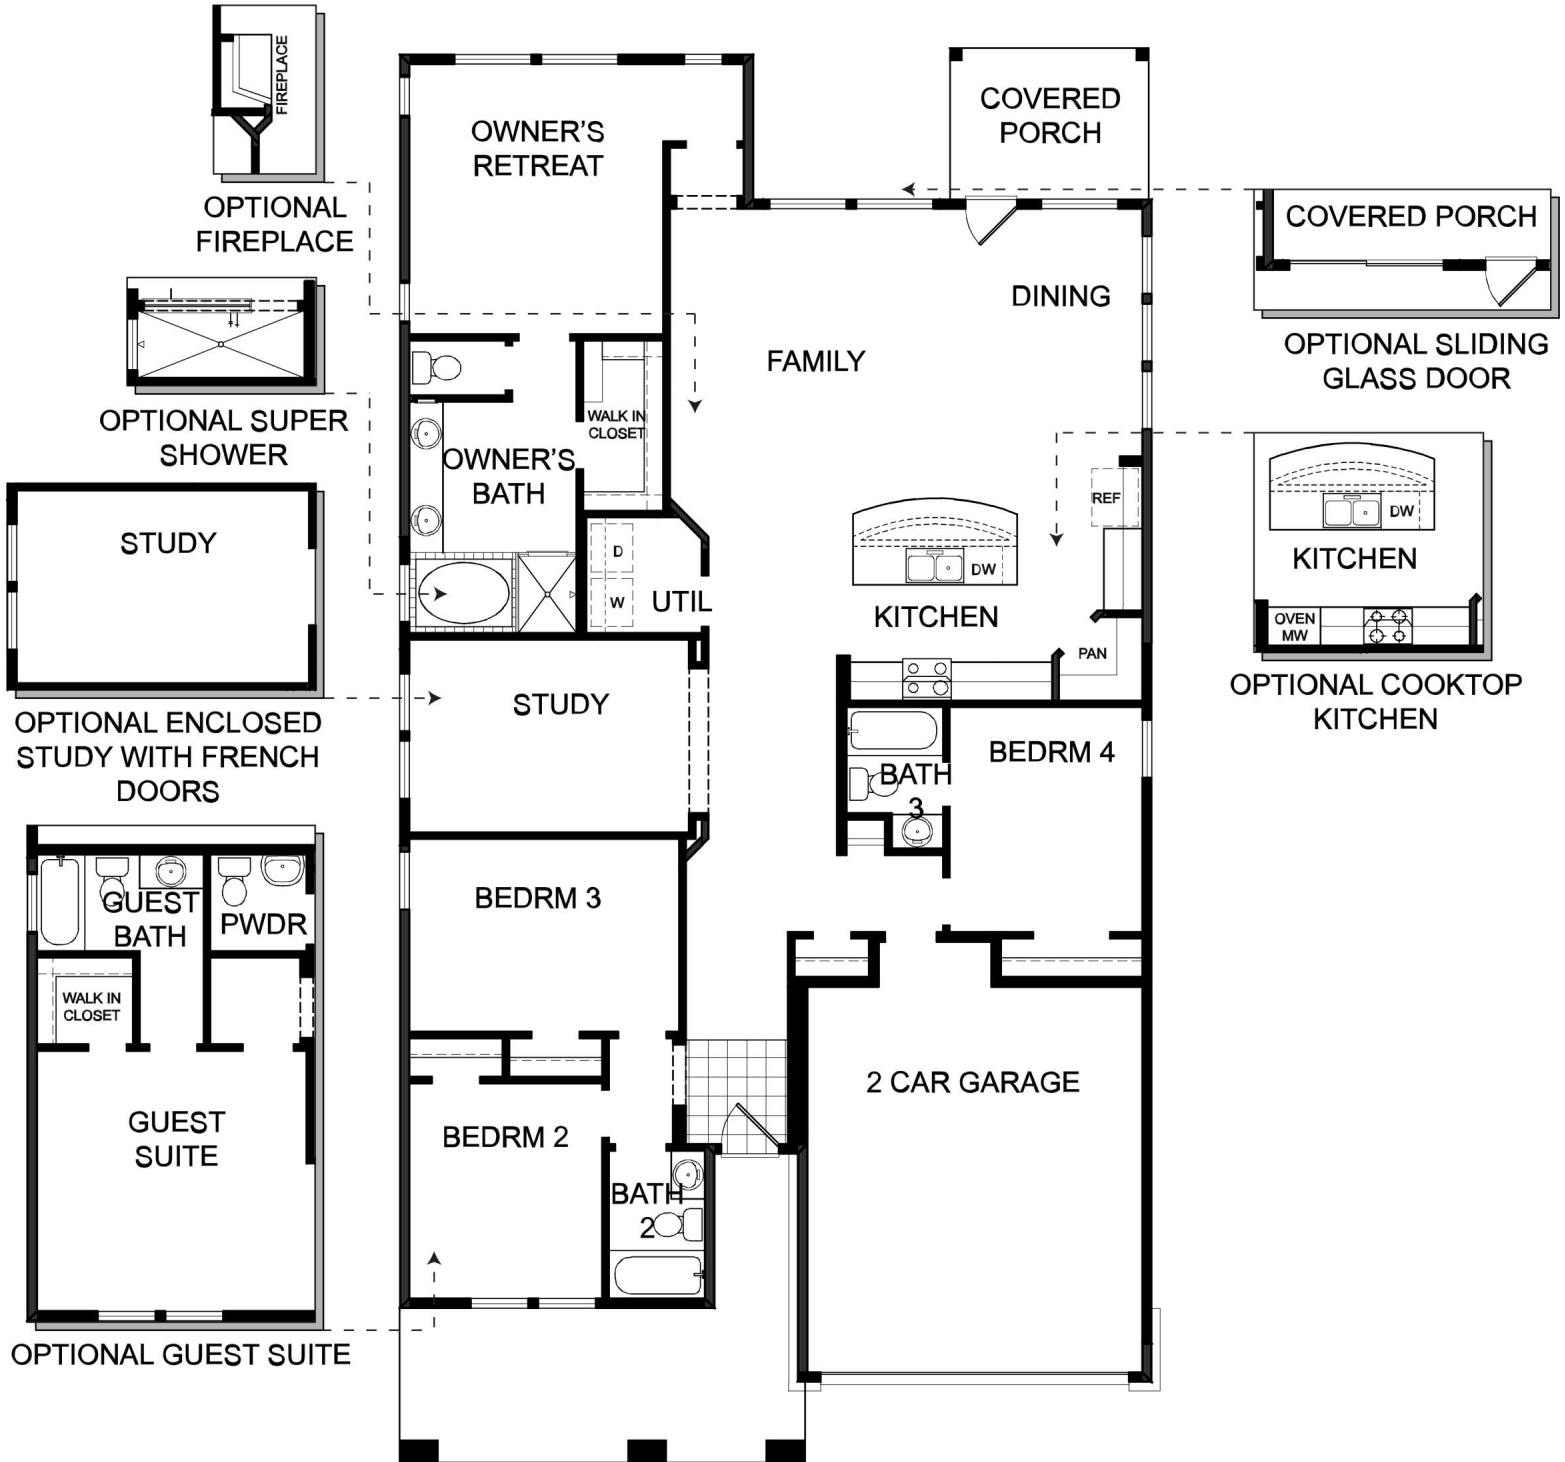 FIREPLACE
OPTIONAL
FIREPLACE
OPTIONAL SUPER
SHOWER
STUDY
OPTIONAL ENCLOSED
STUDY WITH FRENCH
DOORS
GUEST
BATH
PWDR
WALK IN
CLOSET
GUEST
SUITE
OPTIONAL GUEST SUITE
OWNER'S
RETREAT
COVERED
PORCH
DINING
FAMILY
WALK IN
CLOSET
OWNER'S
BATH
D
W
UTIL
REF
DW
KITCHEN
PAN
STUDY
BATH
3
BEDRM 4
BEDRM 3
BEDRM 2
BATH
2
2 CAR GARAGE
COVERED PORCH
OPTIONAL SLIDING
GLASS DOOR
DW
KITCHEN
OVEN
MW
OPTIONAL COOKTOP
KITCHEN